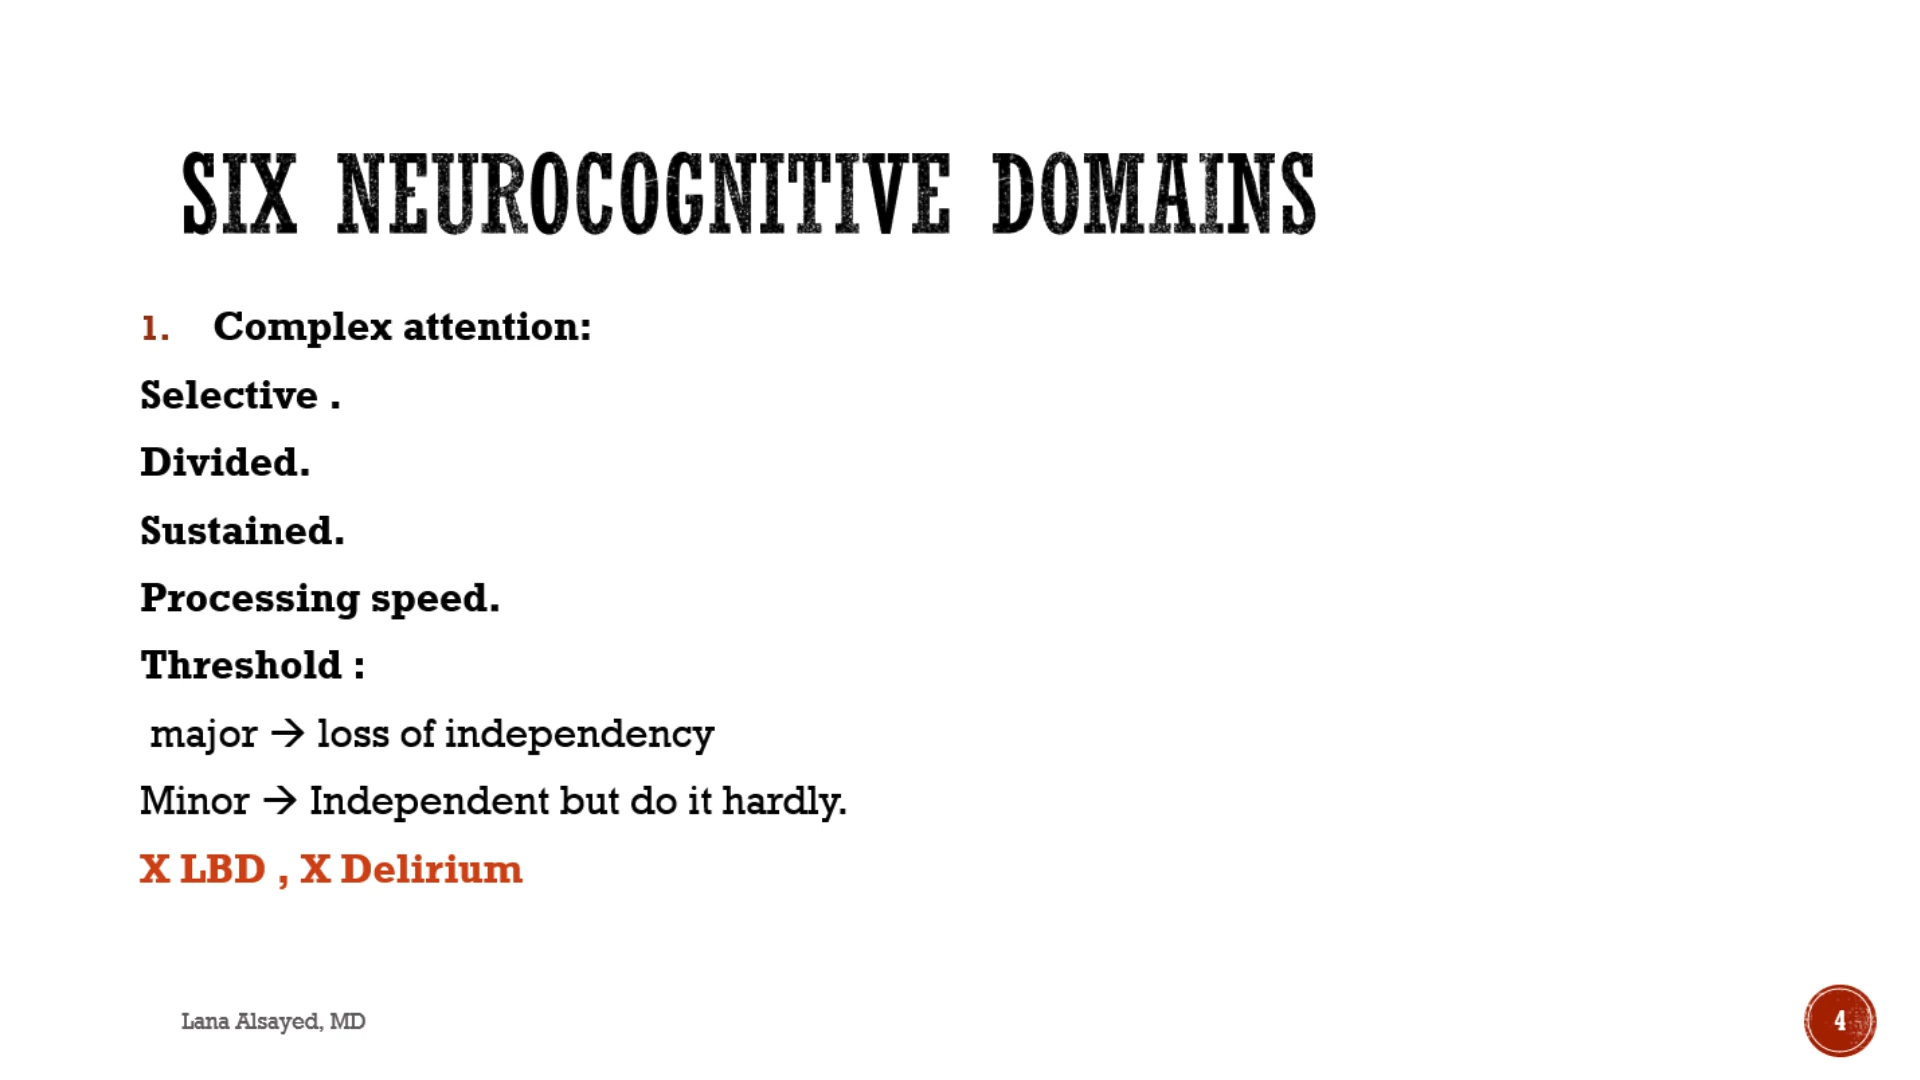 SIX NEUROCOGNITIVE DOMAINS
1. Complex attention:
Selective .
Divided.
Sustained.
Processing speed.
Threshold :
major → loss of independency
Minor → Independent but do it hardly.
X LBD , X Delirium
Lana Alsayed, MD
4